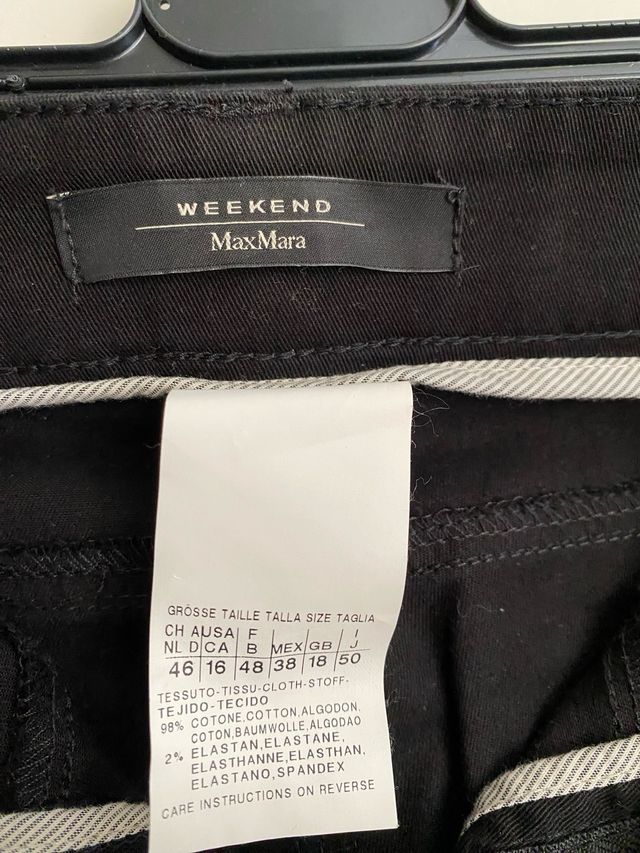 WEEKEND
MaxMara
GRÖSSE TAILLE TALLA SIZE TAGLIA
CH A USA F I
NL D CA B MEX GB J
46 16 48 38 18 50
TESSUTO-TISSU-CLOTH-STOFF-
TEJIDO-TECIDO
98% COTONE,COTTON,ALGODON.
COTON,BAUMWOLLE,ALGODAO
2% ELASTAN,ELASTANE,
ELASTHANNE,ELASTHAN,
ELASTANO,SPANDEX
CARE INSTRUCTIONS ON REVERSE